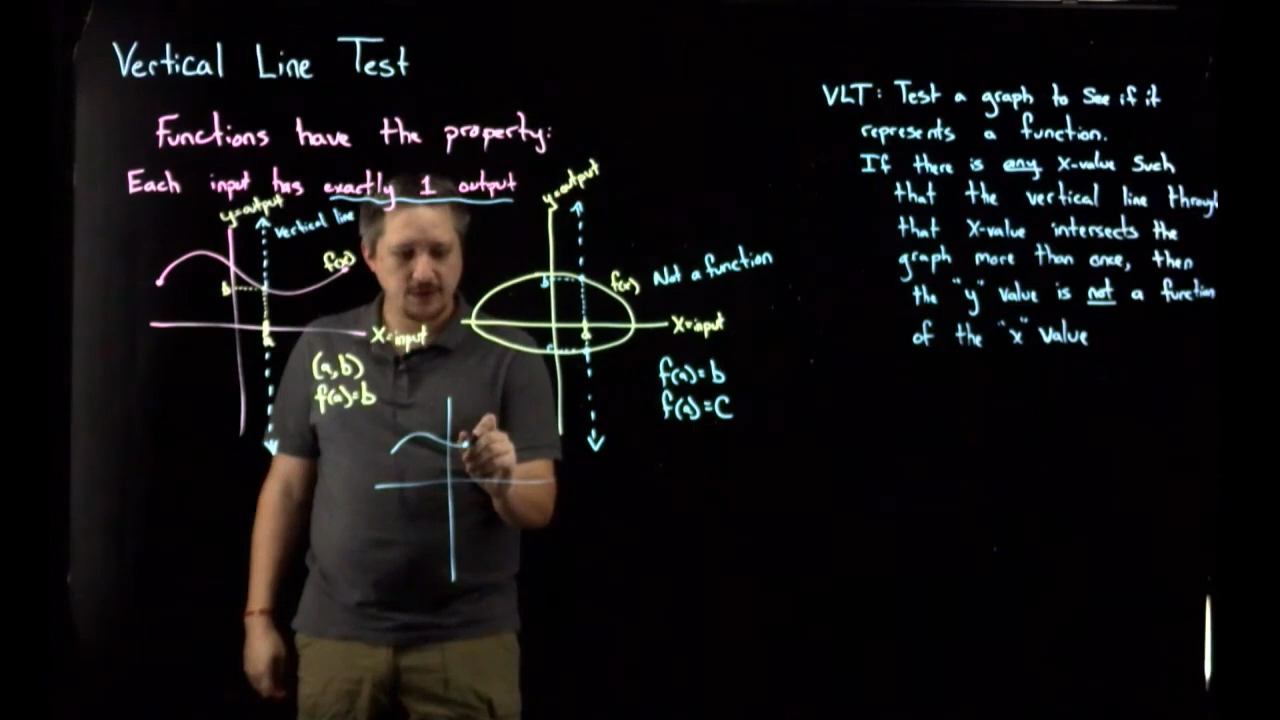 Vertical Line Test
Functions have the property:
Each input has exactly 1 output
y=output
vertical line
f(x)
b
a
X=input
(a,b)
f(a)=b
y=output
f(x)
Not a function
b
a
c
X=input
f(a)=b
f(a)=C
VLT: Test a graph to see if it
represents a function.
If there is any X-value such
that the vertical line through
that X-value intersects the
graph more than once, then
the "y" value is not a function
of the "x" value